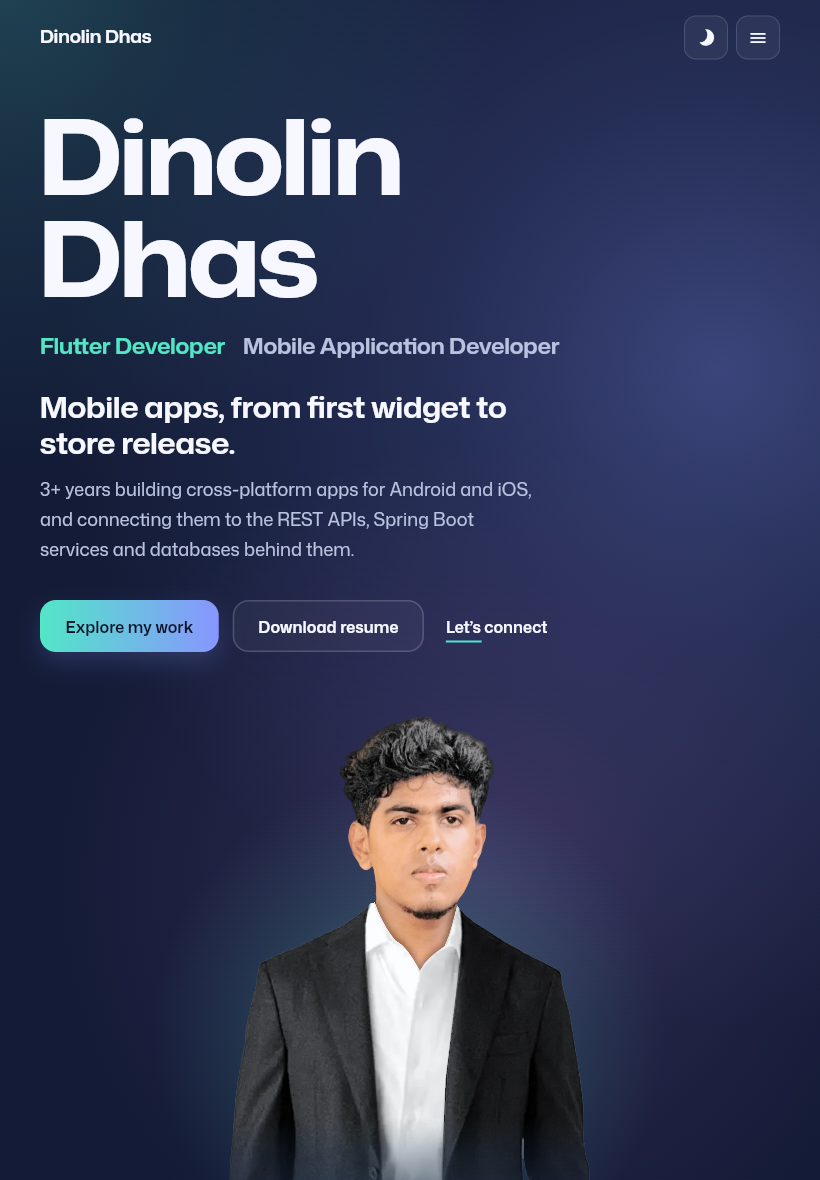 Dinolin Dhas
Dinolin
Dhas
Flutter Developer Mobile Application Developer
Mobile apps, from first widget to
store release.
3+ years building cross-platform apps for Android and iOS,
and connecting them to the REST APIs, Spring Boot
services and databases behind them.
Explore my work Download resume Let’s connect